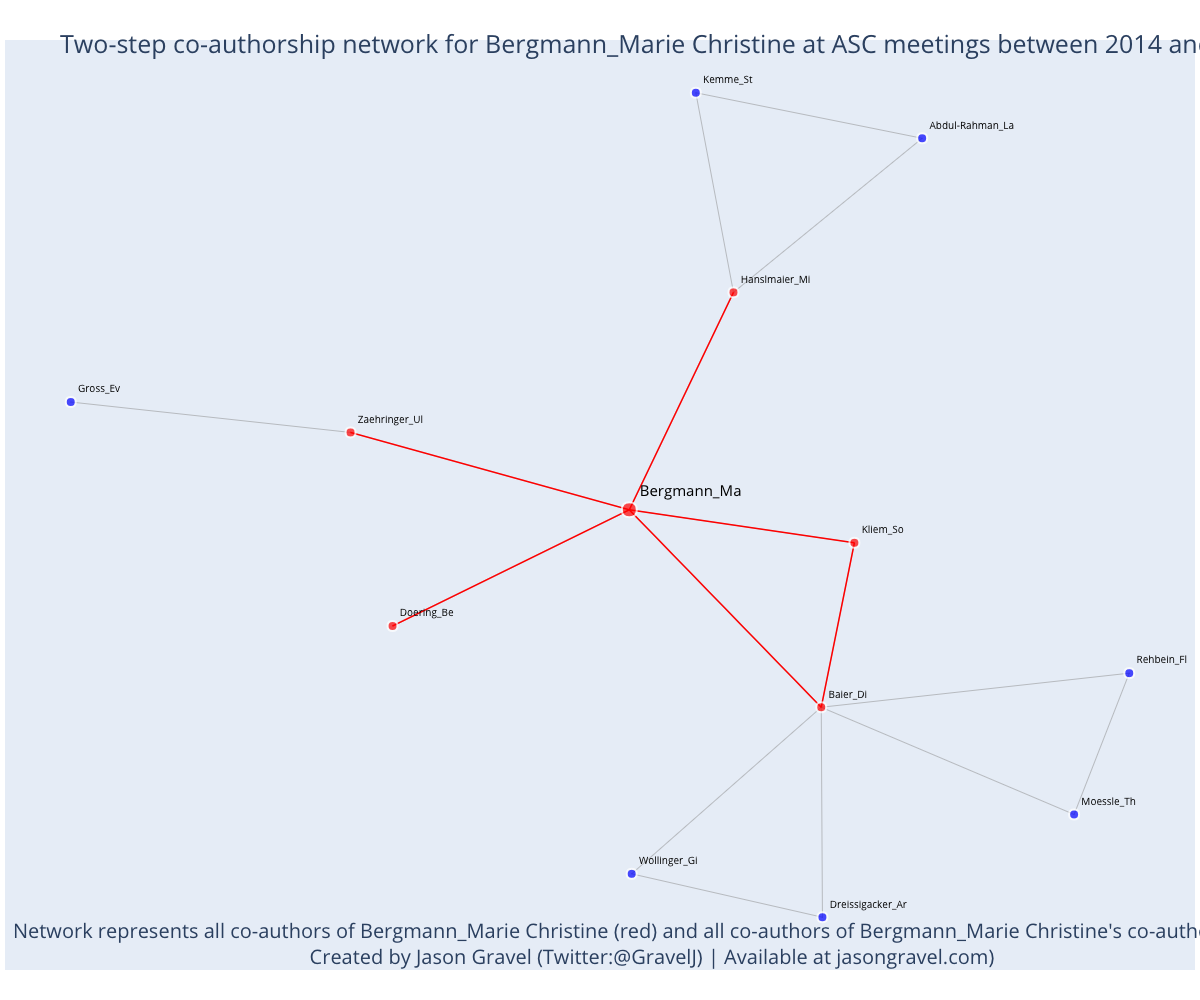 Two-step co-authorship network for Bergmann_Marie Christine at ASC meetings between 2014 and
Kemme_St
Abdul-Rahman_La
Hanslmaier_Mi
Gross_Ev
Zaehringer_Ul
Bergmann_Ma
Kliem_So
Doering_Be
Rehbein_Fl
Baier_Di
Moessle_Th
Wollinger_Gi
Dreissigacker_Ar
Network represents all co-authors of Bergmann_Marie Christine (red) and all co-authors of Bergmann_Marie Christine's
Created by Jason Gravel (Twitter:@GravelJ) | Available at jasongravel.com)